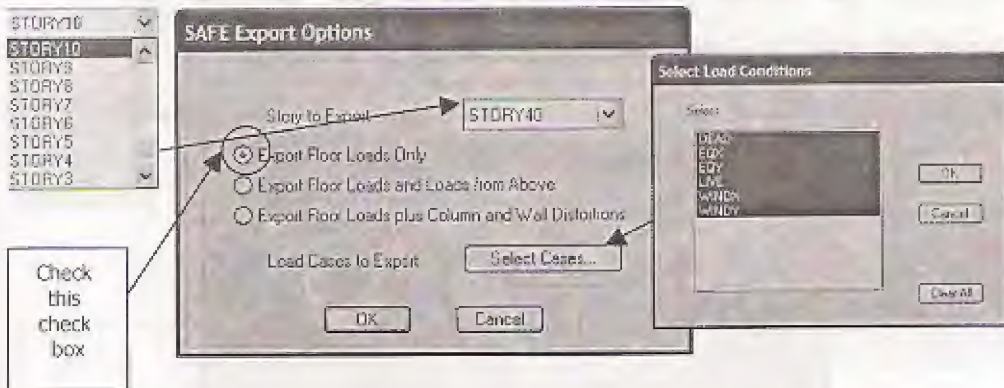 STORY10
STORY10
STORY9
STORY8
STORY7
STORY6
STORY5
STORY4
STORY3
SAFE Export Options
Story to Export
STORY10
Export Floor Loads Only
Export Floor Loads and Loads from Above
Export Floor Loads plus Column and Wall Distortions
Load Cases to Export
Select Cases...
OK
Cancel
Select Load Conditions
Select
DEAD
EQX
EQY
LIVE
WINDX
WINDY
OK
Cancel
Clear All
Check
this
check
box